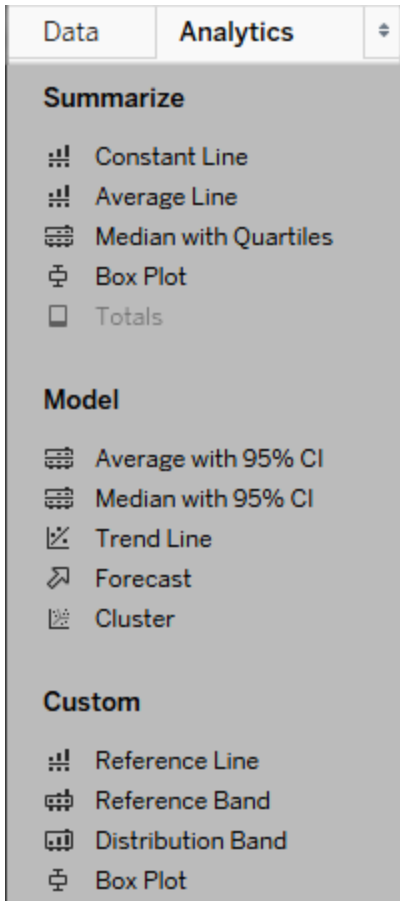 Data Analytics
Summarize
Constant Line
Average Line
Median with Quartiles
Box Plot
Totals
Model
Average with 95% CI
Median with 95% CI
Trend Line
Forecast
Cluster
Custom
Reference Line
Reference Band
Distribution Band
Box Plot